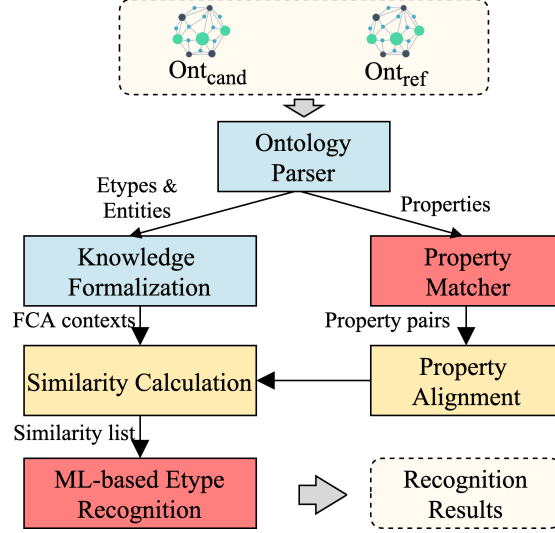 Ont_cand
Ont_ref
Ontology
Parser
Etypes &
Entities
Properties
Knowledge
Formalization
Property
Matcher
FCA contexts
Property pairs
Similarity Calculation
Property
Alignment
Similarity list
ML-based Etype
Recognition
Recognition
Results